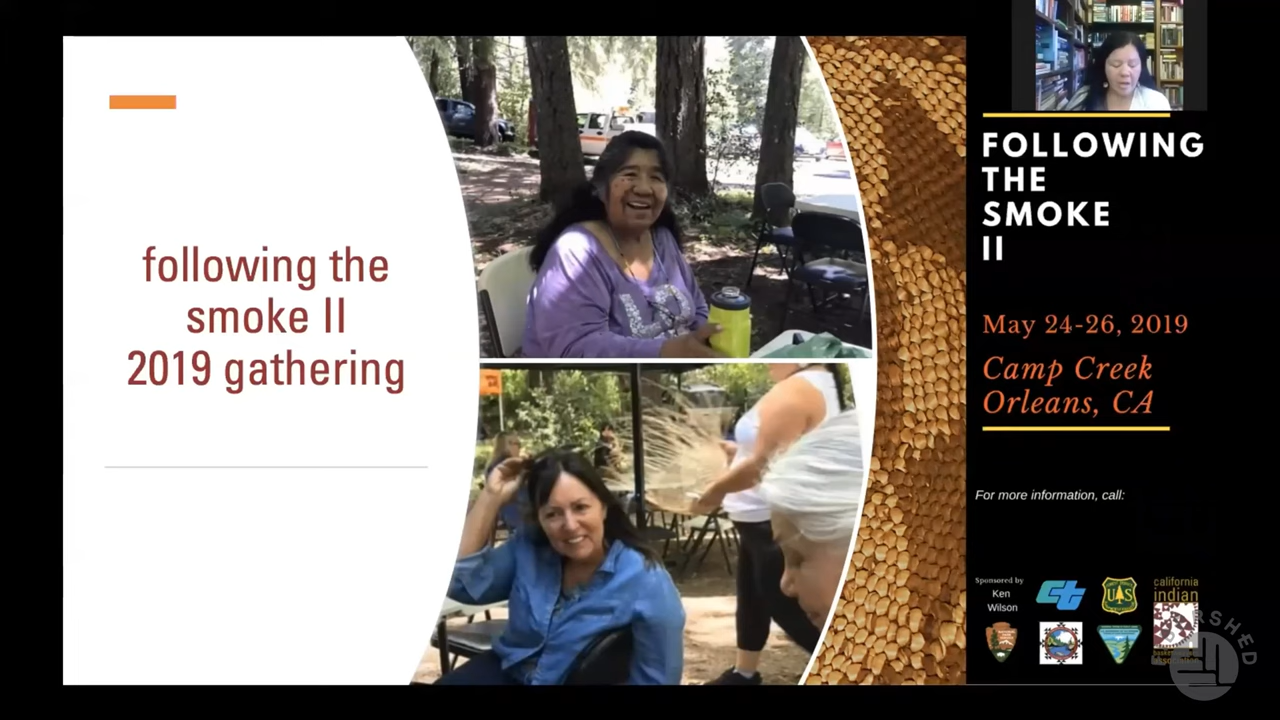 following the
smoke II
2019 gathering
FOLLOWING
THE
SMOKE
II
May 24-26, 2019
Camp Creek
Orleans, CA
For more information, call:
Sponsored by
Ken
Wilson
california
indian